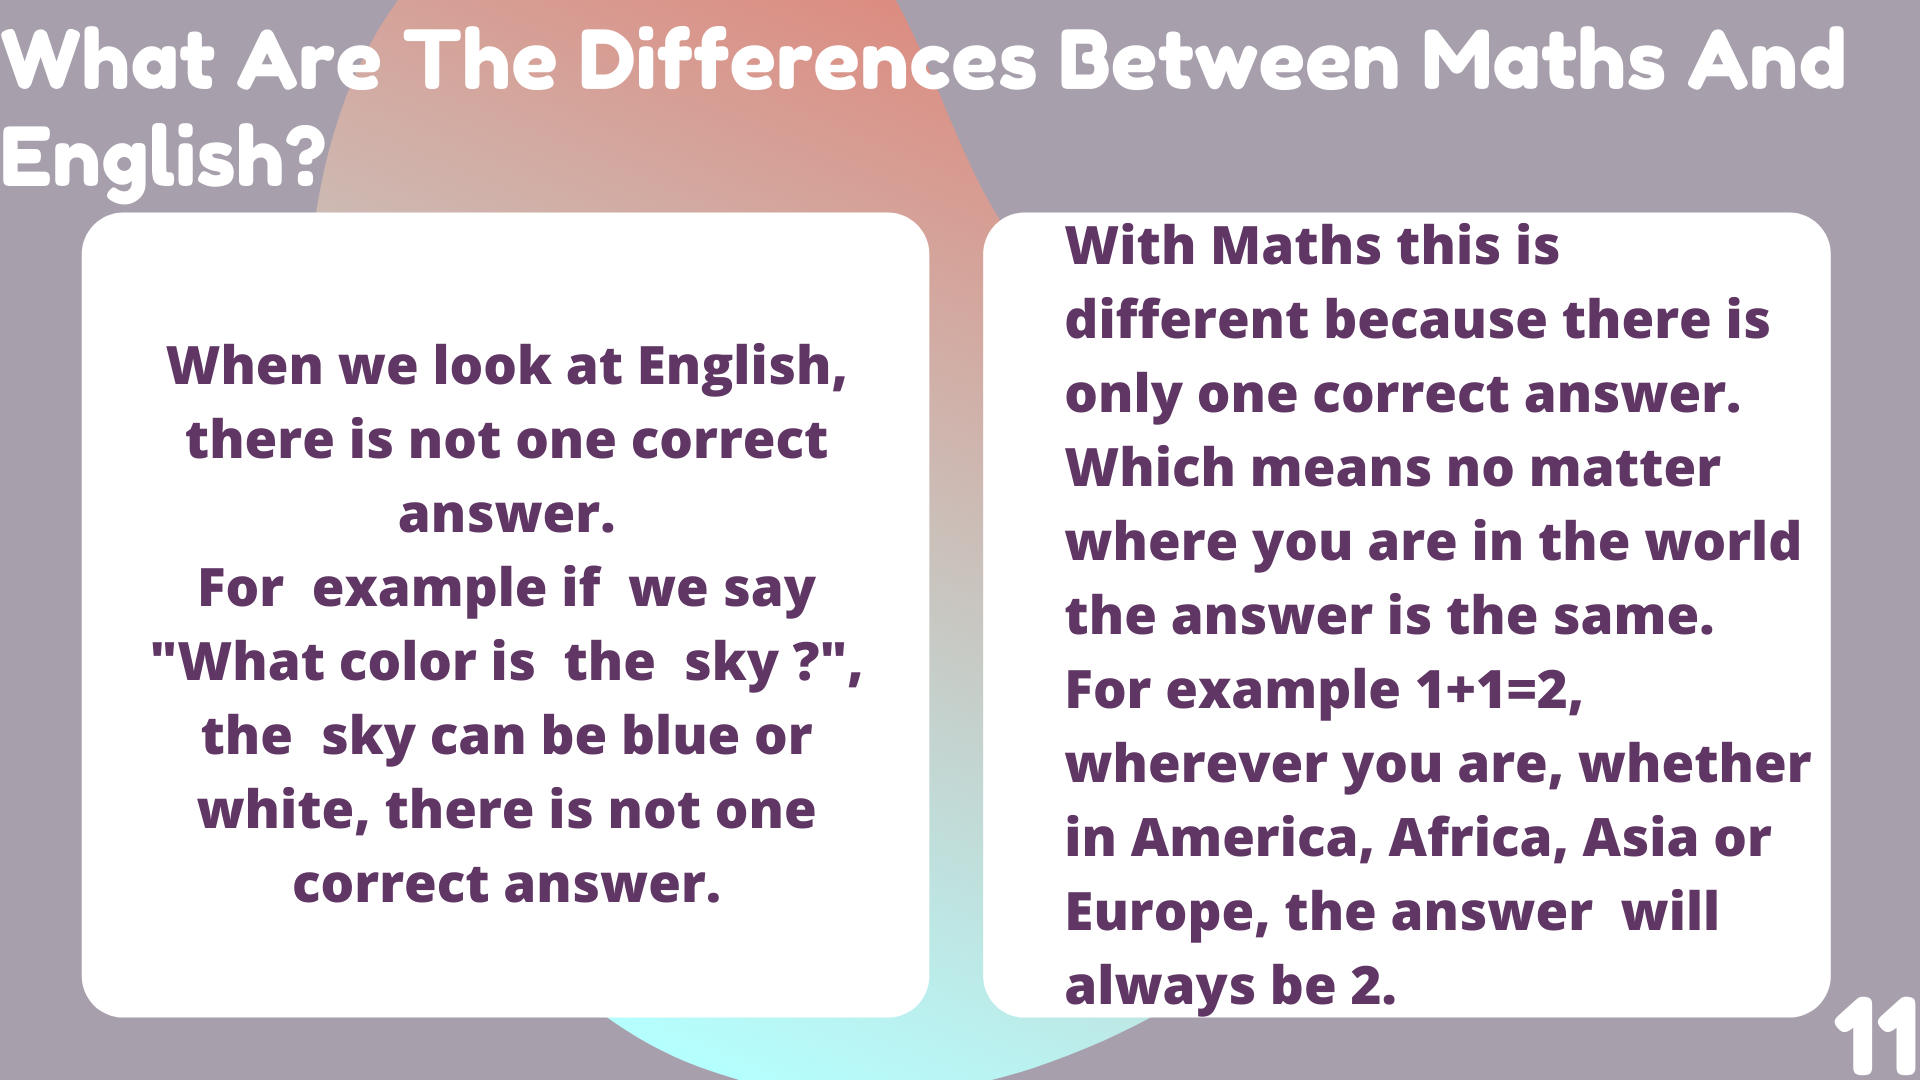 What Are The Differences Between Maths And
English?
When we look at English,
there is not one correct
answer.
For  example if  we say
"What color is  the  sky ?",
the  sky can be blue or
white, there is not one
correct answer.
With Maths this is
different because there is
only one correct answer.
Which means no matter
where you are in the world
the answer is the same.
For example 1+1=2,
wherever you are, whether
in America, Africa, Asia or
Europe, the answer  will
always be 2.
11